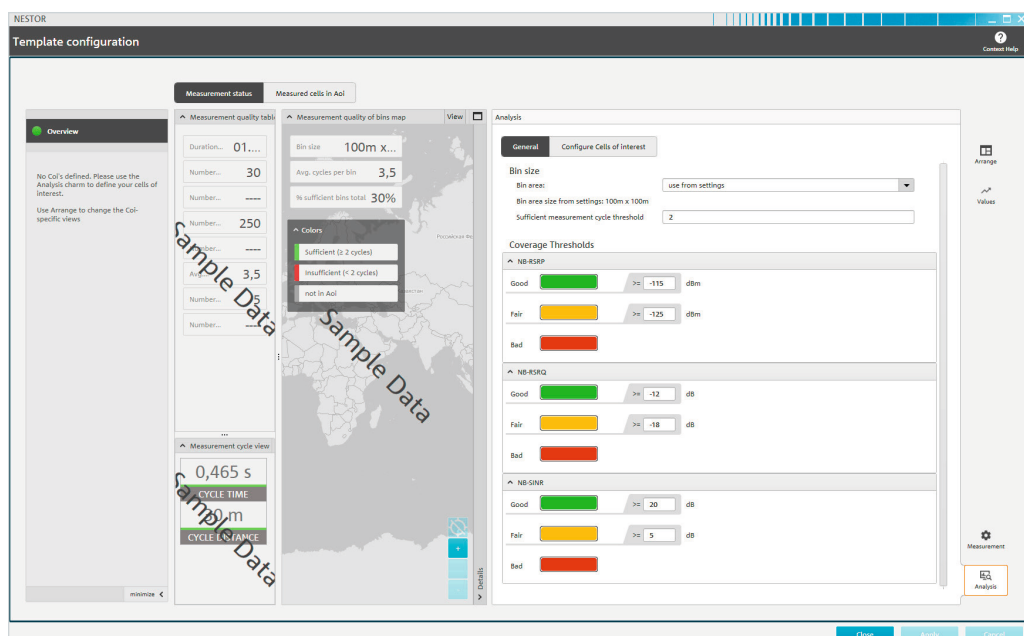 NESTOR
Template configuration
Context Help
Measurement status
Measured cells in AoI
Overview
No CoI's defined. Please use the
Analysis charm to define your cells of
interest.
Use Arrange to change the CoI-
specific views
minimize
Measurement quality table
Duration... 01....
Number... 30
Number... ----
Number... 250
Number... ----
Avg... 3,5
Number... 5
Number... ----
Sample Data
Measurement cycle view
0,465 s
CYCLE TIME
30 m
CYCLE DISTANCE
Sample Data
Measurement quality of bins map
View
Bin size 100m x...
Avg. cycles per bin 3,5
% sufficient bins total 30%
Colors
Sufficient (≥ 2 cycles)
Insufficient (< 2 cycles)
not in AoI
Sample Data
+
Details
Analysis
General
Configure Cells of interest
Bin size
Bin area: use from settings
Bin area size from settings: 100m x 100m
Sufficient measurement cycle threshold 2
Coverage Thresholds
NB-RSRP
Good >= -115 dBm
Fair >= -125 dBm
Bad
NB-RSRQ
Good >= -12 dB
Fair >= -18 dB
Bad
NB-SINR
Good >= 20 dB
Fair >= 5 dB
Bad
Arrange
Values
Measurement
Analysis
Close
Apply
Cancel